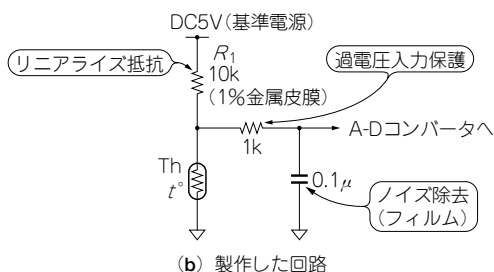 DC5V(基準電源)
リニアライズ抵抗
R1
10k
(1%金属皮膜)
過電圧入力保護
1k
A-Dコンバータへ
Th
t°
0.1μ
ノイズ除去
(フィルム)
(b) 製作した回路